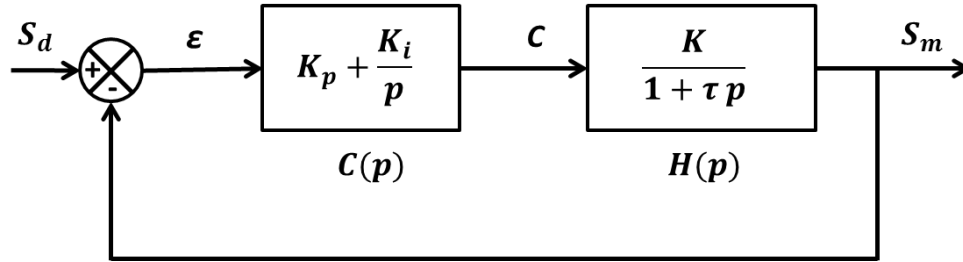 S_d
+
-
ε
K_p + K_i / p
C(p)
C
K / (1 + τ p)
H(p)
S_m